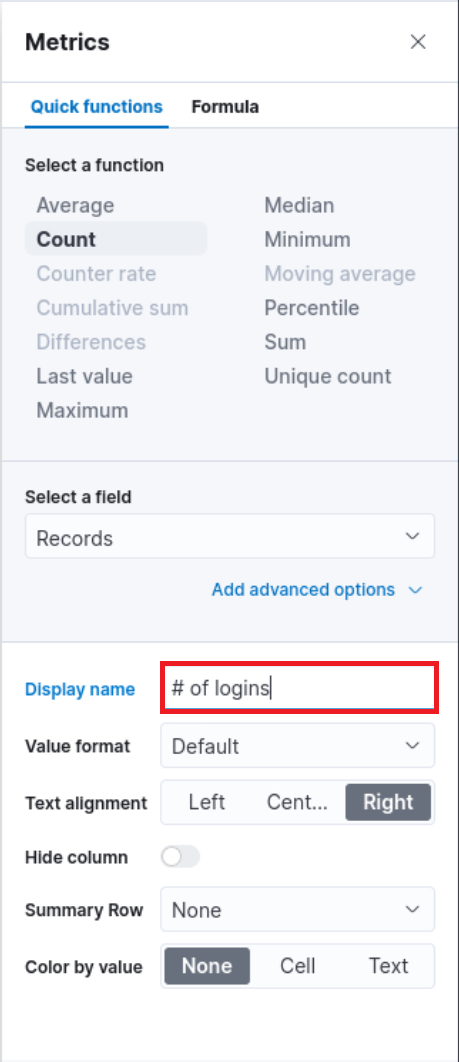 Metrics
Quick functions Formula
Select a function
Average Median
Count Minimum
Counter rate Moving average
Cumulative sum Percentile
Differences Sum
Last value Unique count
Maximum
Select a field
Records
Add advanced options
Display name # of logins
Value format Default
Text alignment Left Cent... Right
Hide column
Summary Row None
Color by value None Cell Text